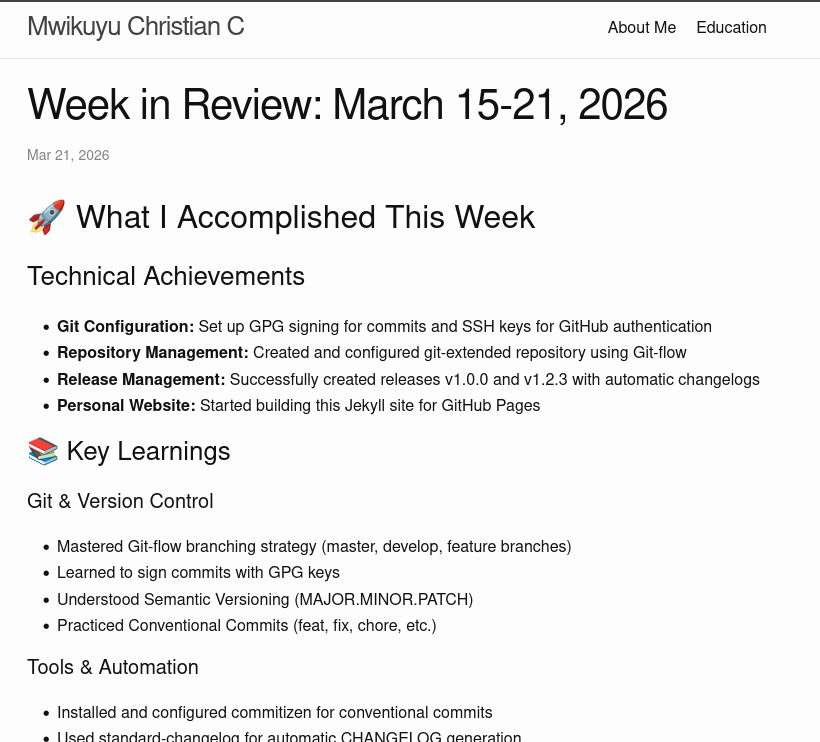 Mwikuyu Christian C
About Me Education
Week in Review: March 15-21, 2026
Mar 21, 2026
🚀 What I Accomplished This Week
Technical Achievements
• Git Configuration: Set up GPG signing for commits and SSH keys for GitHub authentication
• Repository Management: Created and configured git-extended repository using Git-flow
• Release Management: Successfully created releases v1.0.0 and v1.2.3 with automatic changelogs
• Personal Website: Started building this Jekyll site for GitHub Pages
📚 Key Learnings
Git & Version Control
• Mastered Git-flow branching strategy (master, develop, feature branches)
• Learned to sign commits with GPG keys
• Understood Semantic Versioning (MAJOR.MINOR.PATCH)
• Practiced Conventional Commits (feat, fix, chore, etc.)
Tools & Automation
• Installed and configured commitizen for conventional commits
• Used standard-changelog for automatic CHANGELOG generation